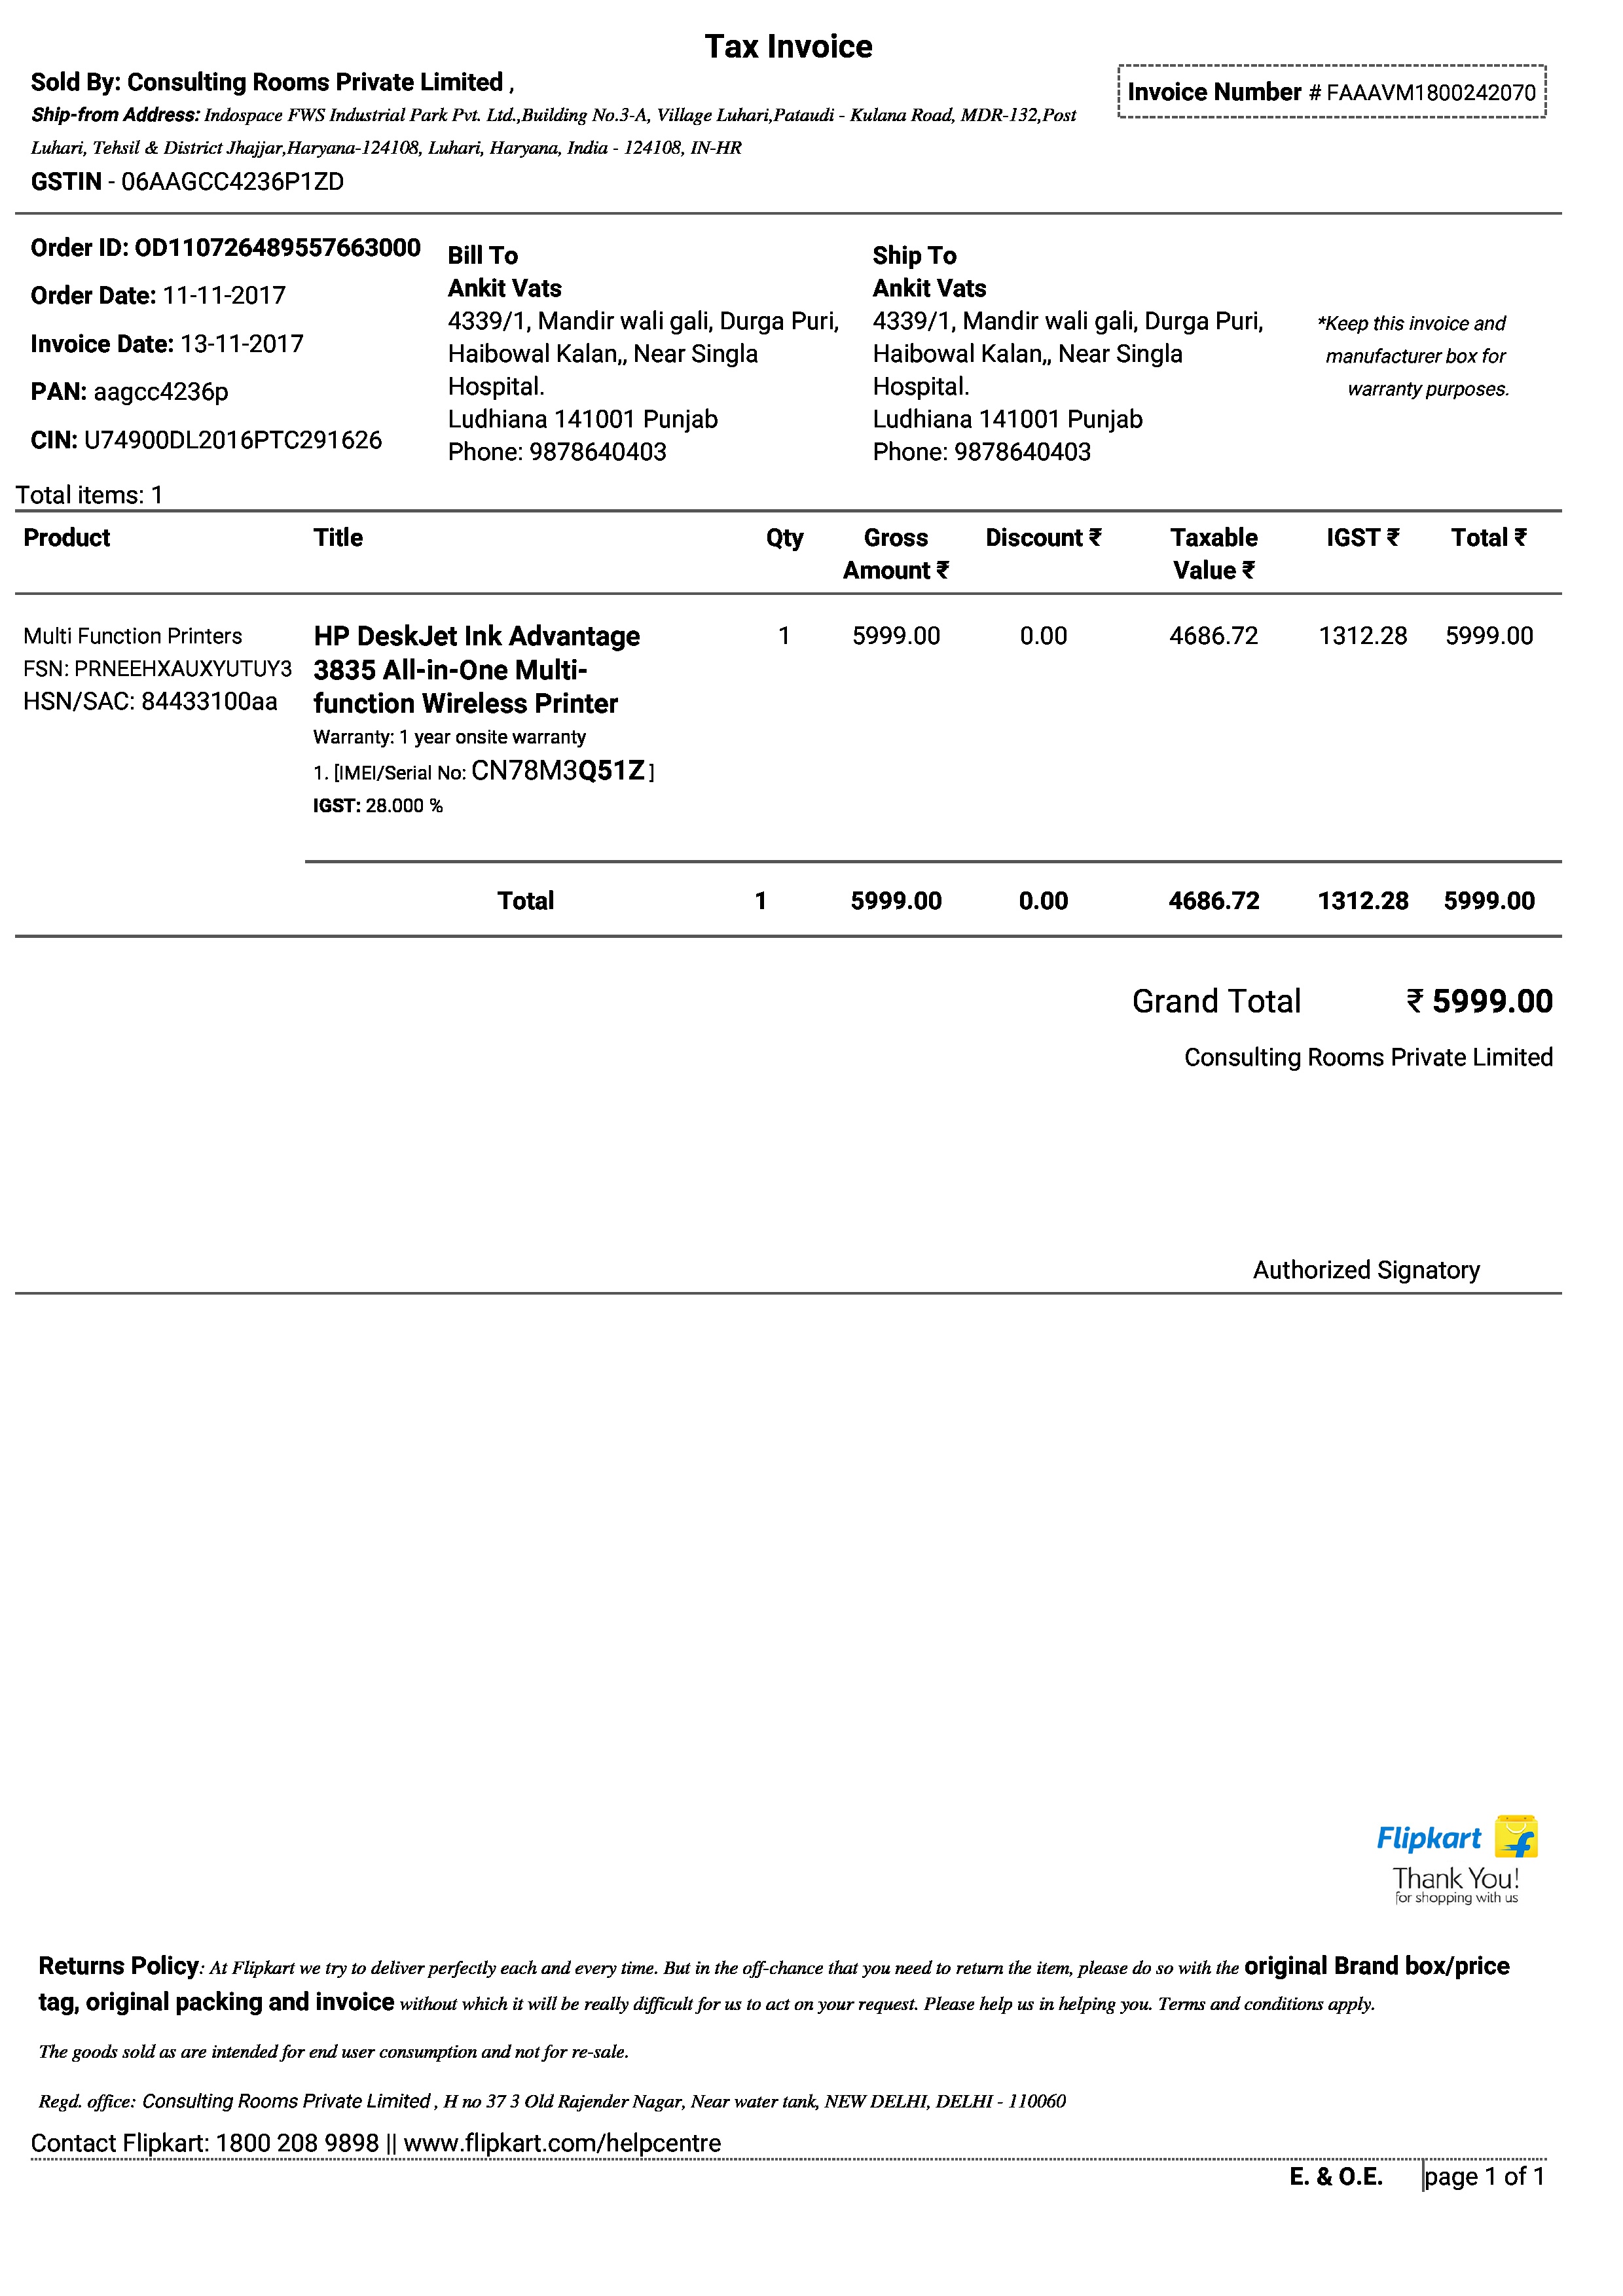 Tax Invoice
Sold By: Consulting Rooms Private Limited ,
Invoice Number # FAAAVM1800242070
Ship-from Address: Indospace FWS Industrial Park Pvt. Ltd.,Building No.3-A, Village Luhari,Pataudi - Kulana Road, MDR-132,Post
Luhari, Tehsil & District Jhajjar,Haryana-124108, Luhari, Haryana, India - 124108, IN-HR
GSTIN - 06AAGCC4236P1ZD
Order ID: OD110726489557663000
Order Date: 11-11-2017
Invoice Date: 13-11-2017
PAN: aagcc4236p
CIN: U74900DL2016PTC291626
Bill To
Ankit Vats
4339/1, Mandir wali gali, Durga Puri,
Haibowal Kalan,, Near Singla
Hospital.
Ludhiana 141001 Punjab
Phone: 9878640403
Ship To
Ankit Vats
4339/1, Mandir wali gali, Durga Puri,
Haibowal Kalan,, Near Singla
Hospital.
Ludhiana 141001 Punjab
Phone: 9878640403
*Keep this invoice and
manufacturer box for
warranty purposes.
Total items: 1
Product Title Qty Gross Amount ₹ Discount ₹ Taxable Value ₹ IGST ₹ Total ₹
Multi Function Printers
FSN: PRNEEHXAUXYUTUY3
HSN/SAC: 84433100aa
HP DeskJet Ink Advantage
3835 All-in-One Multi-
function Wireless Printer
Warranty: 1 year onsite warranty
1. [IMEI/Serial No: CN78M3Q51Z ]
IGST: 28.000 %
1 5999.00 0.00 4686.72 1312.28 5999.00
Total 1 5999.00 0.00 4686.72 1312.28 5999.00
Grand Total ₹ 5999.00
Consulting Rooms Private Limited
Authorized Signatory
Flipkart
Thank You!
for shopping with us
Returns Policy: At Flipkart we try to deliver perfectly each and every time. But in the off-chance that you need to return the item, please do so with the original Brand box/price
tag, original packing and invoice without which it will be really difficult for us to act on your request. Please help us in helping you. Terms and conditions apply.
The goods sold as are intended for end user consumption and not for re-sale.
Regd. office: Consulting Rooms Private Limited , H no 37 3 Old Rajender Nagar, Near water tank, NEW DELHI, DELHI - 110060
Contact Flipkart: 1800 208 9898 || www.flipkart.com/helpcentre
E. & O.E. page 1 of 1